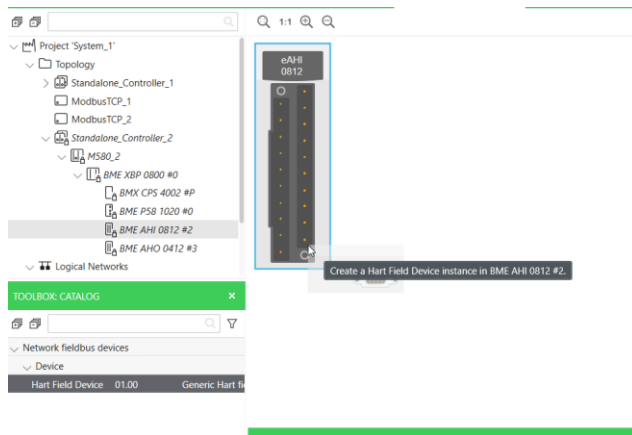 1:1
Project 'System_1'
Topology
Standalone_Controller_1
ModbusTCP_1
ModbusTCP_2
Standalone_Controller_2
M580_2
BME XBP 0800 #0
BMX CPS 4002 #P
BME P58 1020 #0
BME AHI 0812 #2
BME AHO 0412 #3
Logical Networks
eAHI
0812
Create a Hart Field Device instance in BME AHI 0812 #2.
TOOLBOX: CATALOG
Network fieldbus devices
Device
Hart Field Device 01.00 Generic Hart